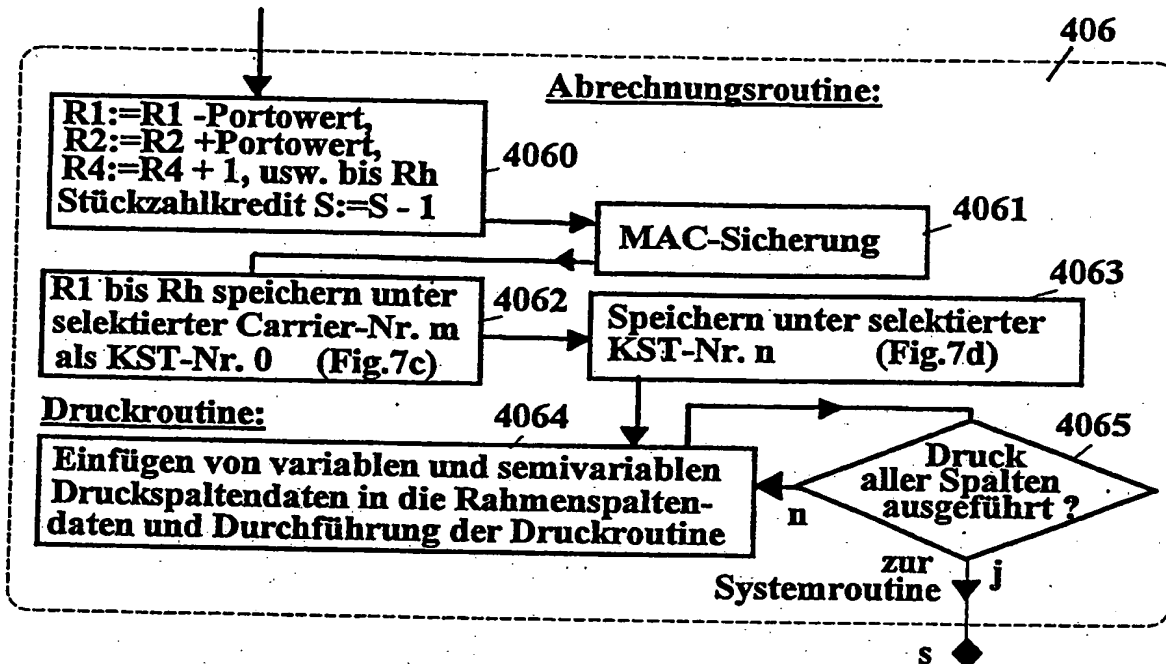 406
Abrechnungsroutine:
R1:=R1 -Portowert,
R2:=R2 +Portowert,
R4:=R4 + 1, usw. bis Rh
Stückzahlkredit S:=S - 1
4060
MAC-Sicherung
4061
R1 bis Rh speichern unter
selektierter Carrier-Nr. m
als KST-Nr. 0 (Fig.7c)
4062
Speichern unter selektierter
KST-Nr. n (Fig.7d)
4063
Druckroutine:
4064
Einfügen von variablen und semivariablen
Druckspaltendaten in die Rahmenspalten-
daten und Durchführung der Druckroutine
4065
Druck
aller Spalten
ausgeführt ?
n
j
zur
Systemroutine
s